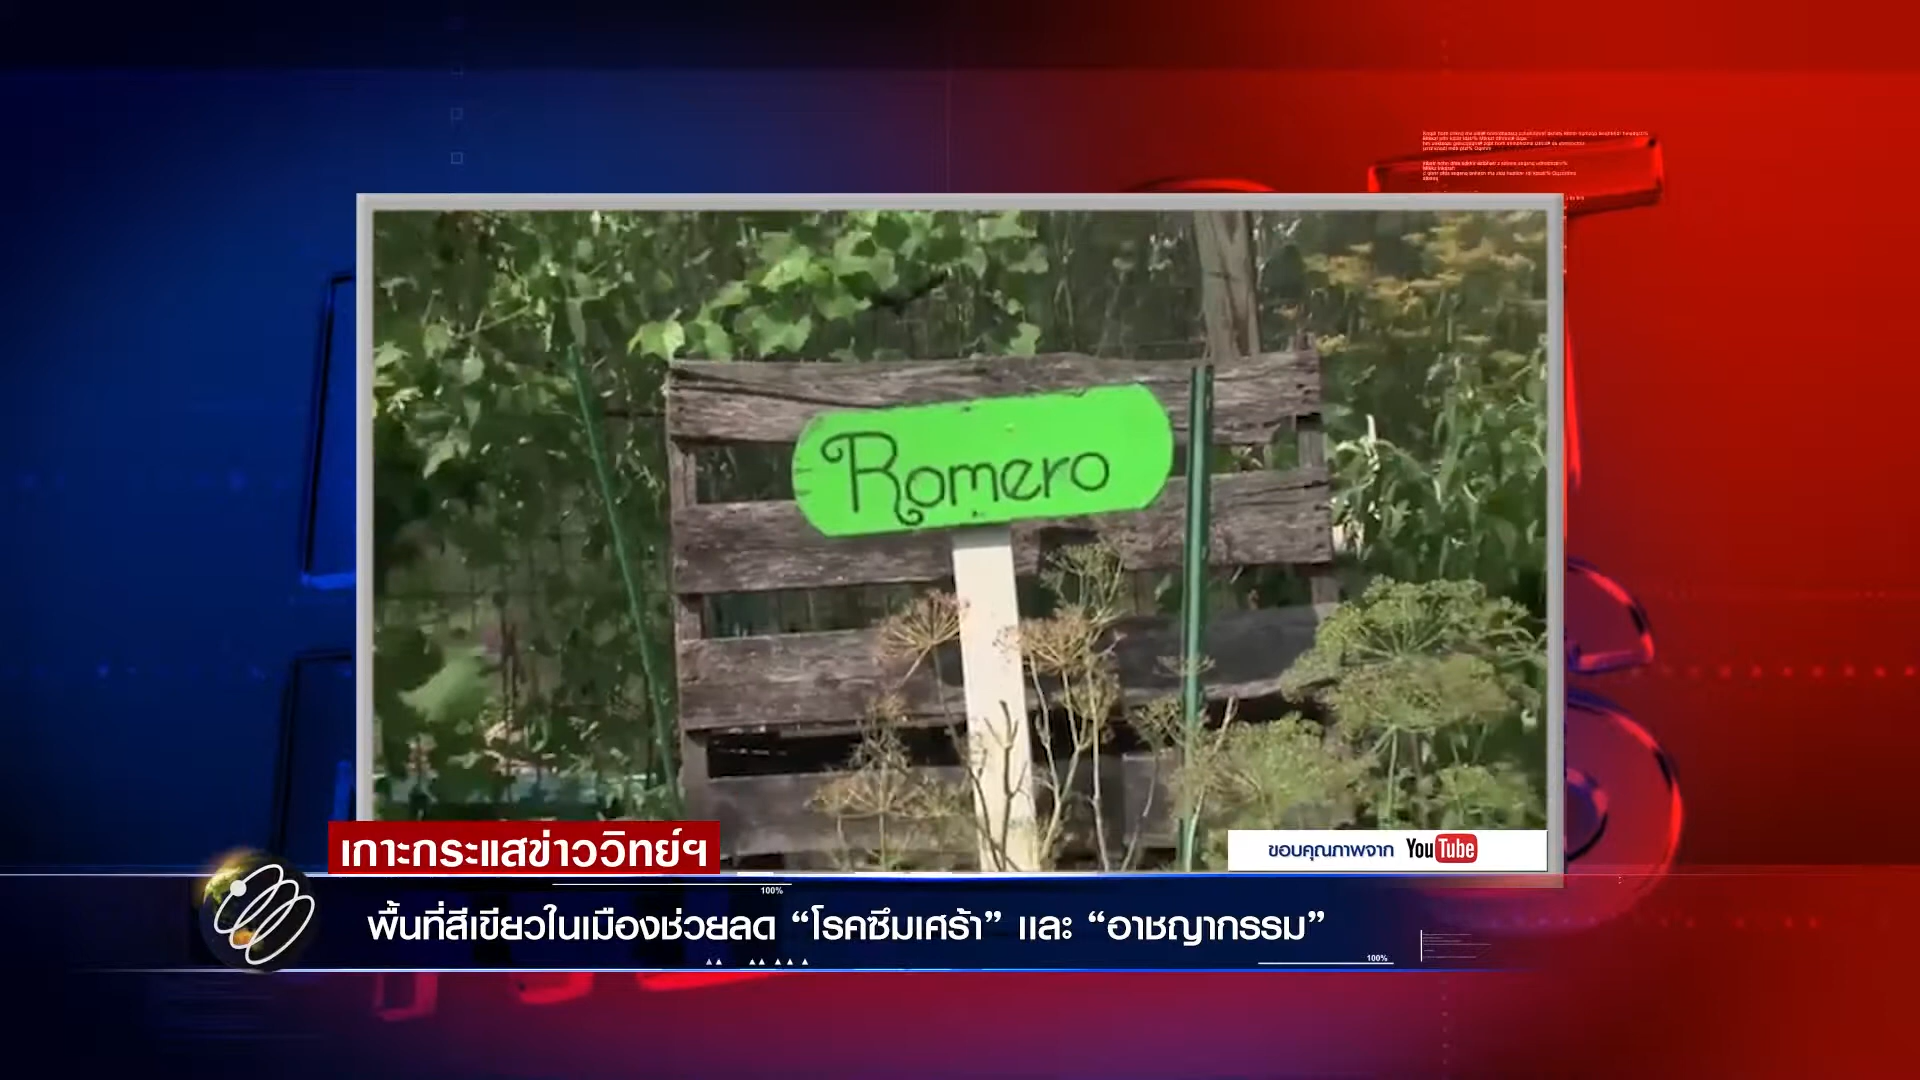 Romero
เกาะกระแสข่าววิทย์ฯ
ขอบคุณภาพจาก YouTube
100%
พื้นที่สีเขียวในเมืองช่วยลด “โรคซึมเศร้า” และ “อาชญากรรม”
100%